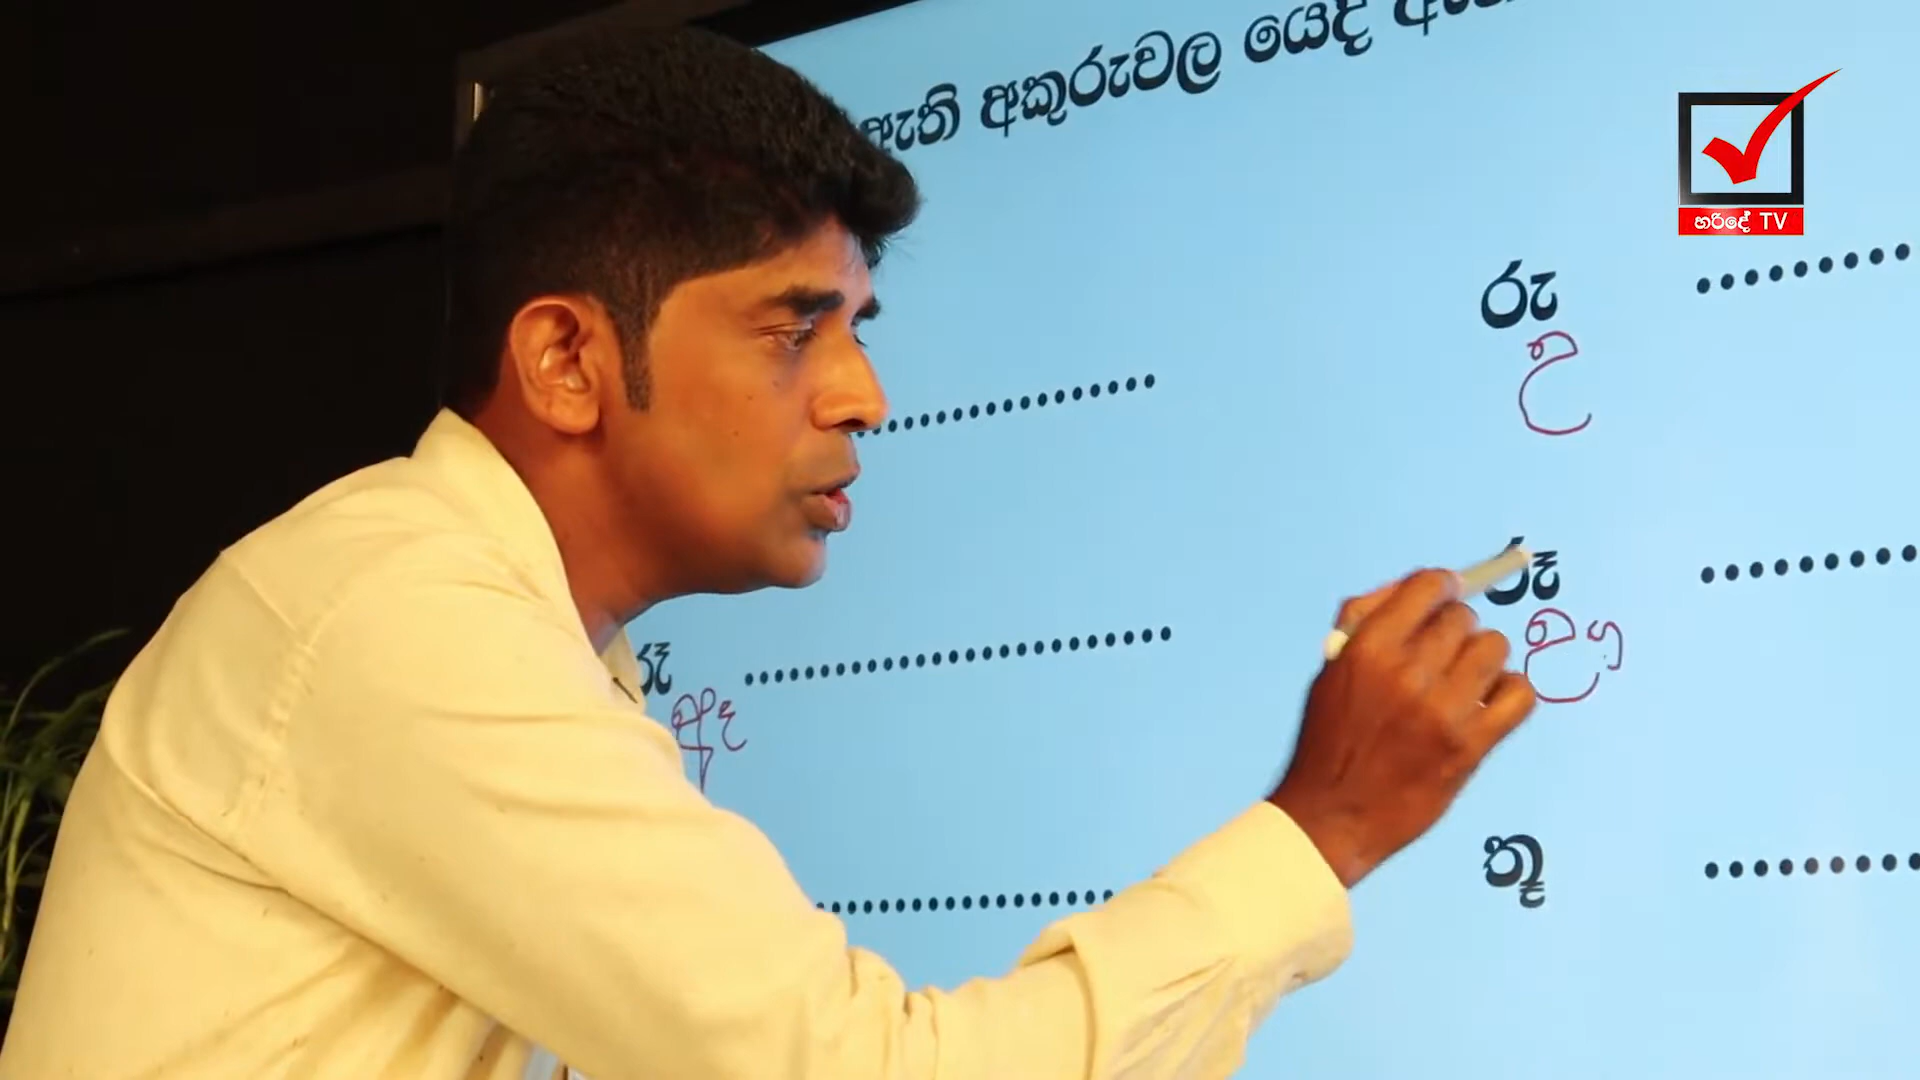 ඇති අකුරුවල යෙදී
හරිදේ TV
රු
උ
රූ
ඌ
රෑ
ඈ
තූ